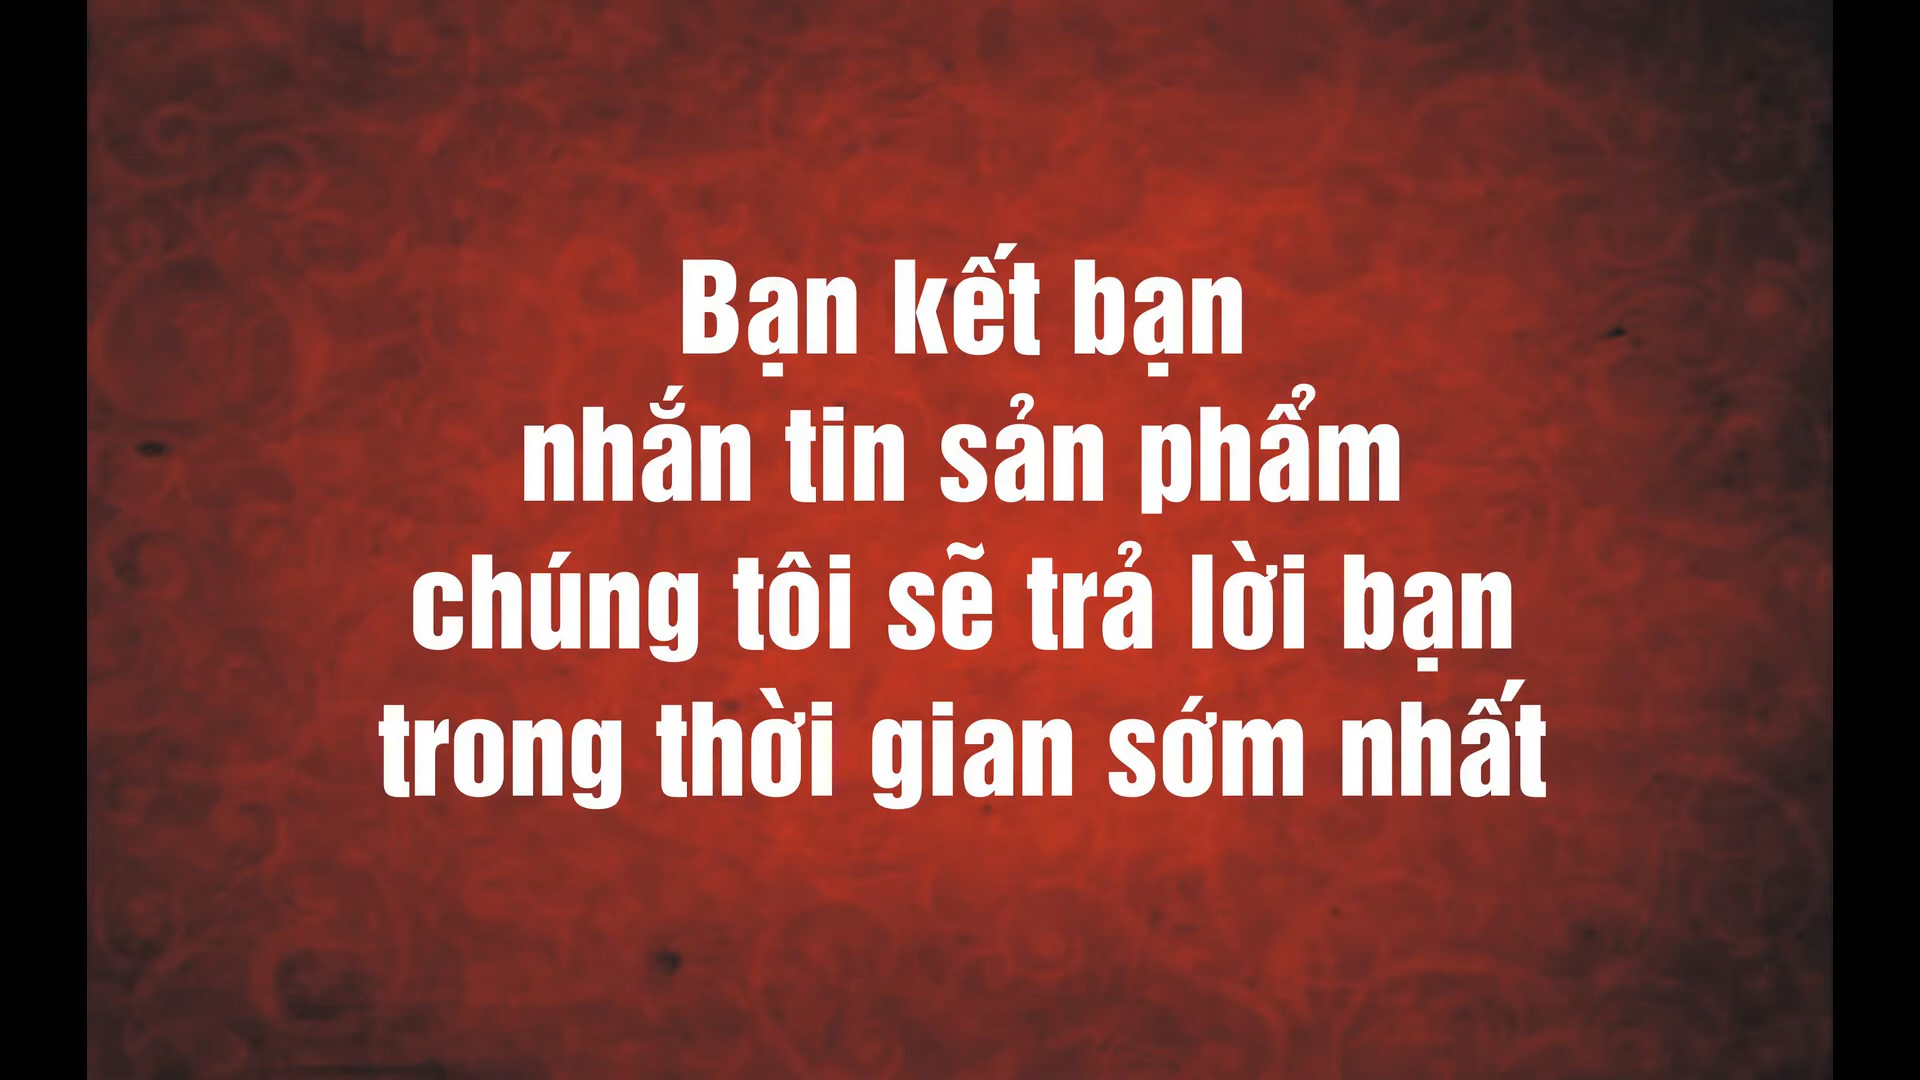 Bạn kết bạn
nhắn tin sản phẩm
chúng tôi sẽ trả lời bạn
trong thời gian sớm nhất